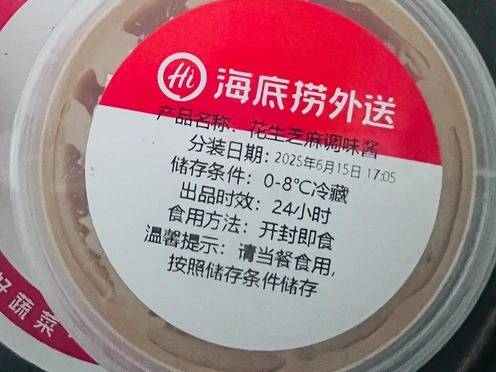 Hi 海底捞外送
产品名称：花生芝麻调味酱
分装日期：2025年6月15日 17:05
储存条件：0-8℃冷藏
出品时效：24小时
食用方法：开封即食
温馨提示：请当餐食用，
按照储存条件储存
好蔬菜